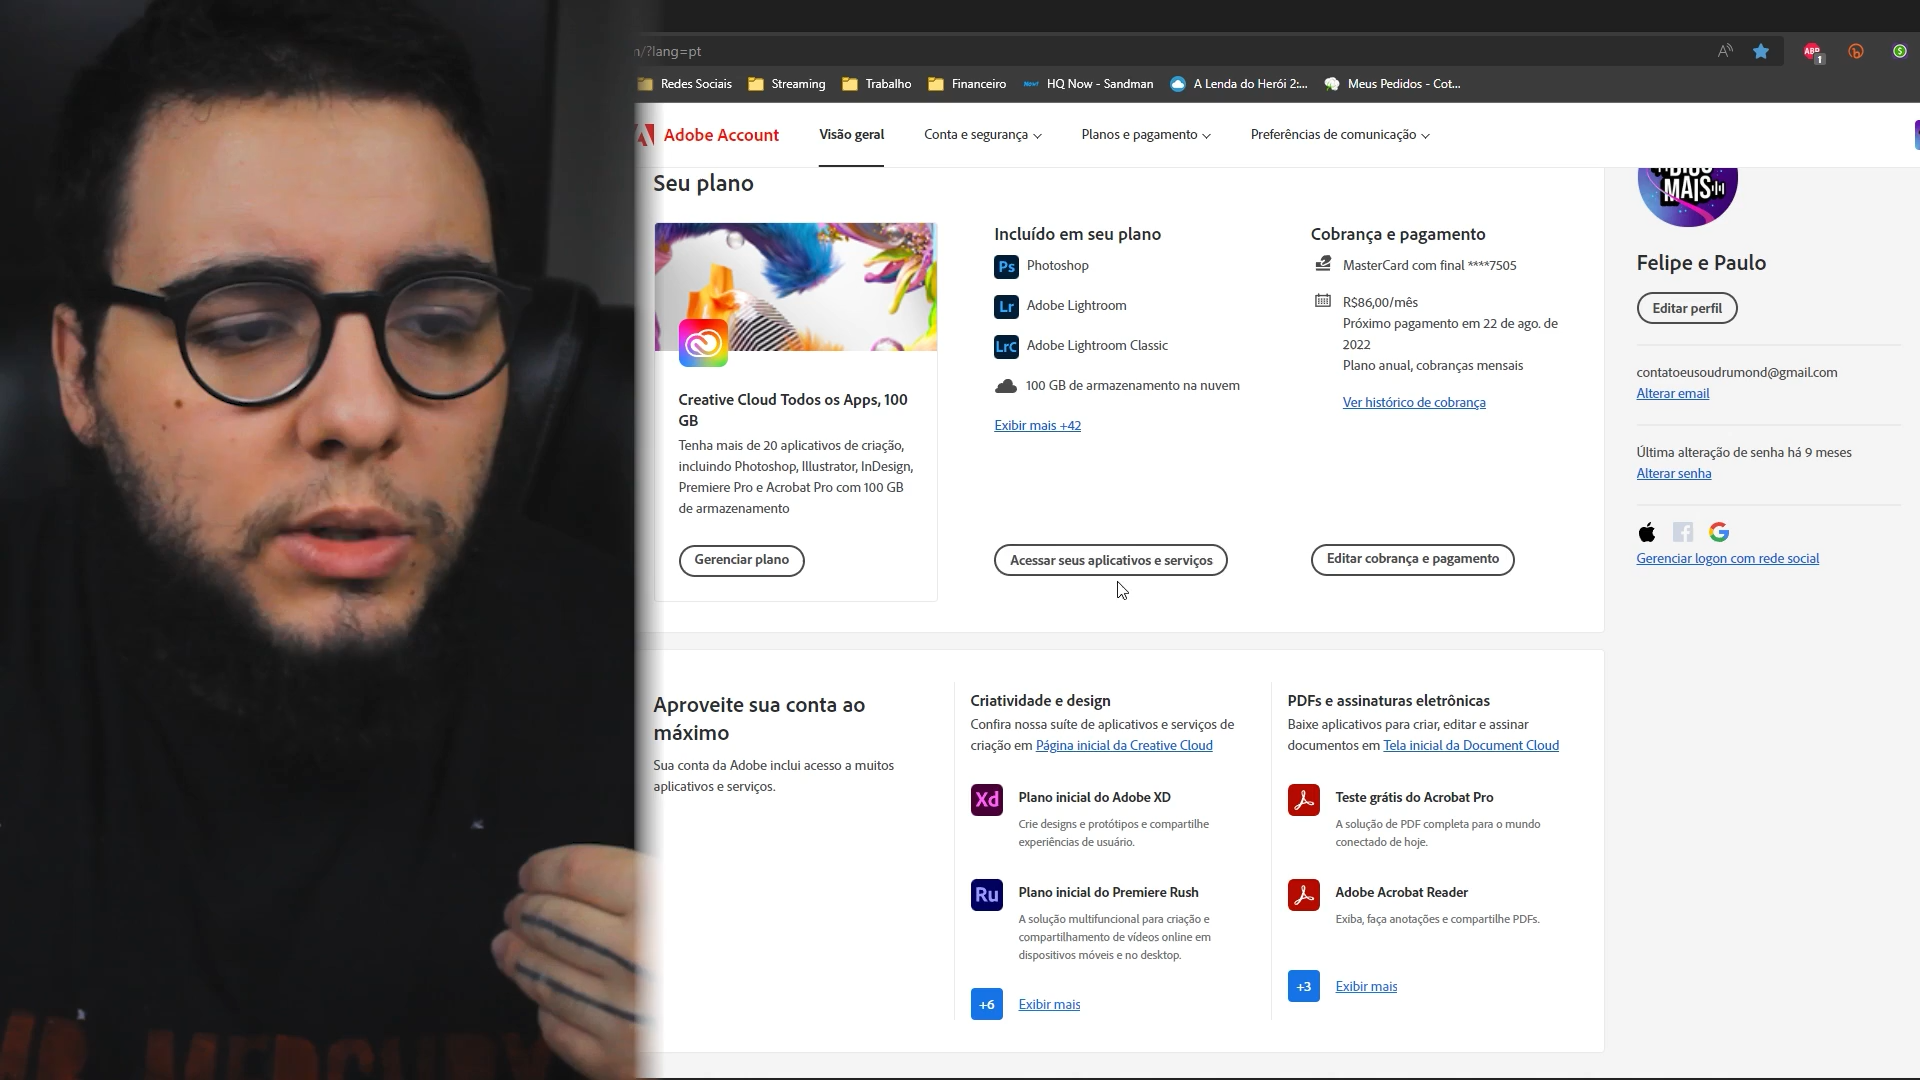 /?lang=pt
Redes Sociais
Streaming
Trabalho
Financeiro
HQ Now - Sandman
A Lenda do Herói 2:...
Meus Pedidos - Cot...
ABP
1
Adobe Account
Visão geral
Conta e segurança
Planos e pagamento
Preferências de comunicação
Seu plano
Creative Cloud Todos os Apps, 100
GB
Tenha mais de 20 aplicativos de criação,
incluindo Photoshop, Illustrator, InDesign,
Premiere Pro e Acrobat Pro com 100 GB
de armazenamento
Gerenciar plano
Incluído em seu plano
Ps Photoshop
Lr Adobe Lightroom
LrC Adobe Lightroom Classic
100 GB de armazenamento na nuvem
Exibir mais +42
Acessar seus aplicativos e serviços
Cobrança e pagamento
MasterCard com final ****7505
R$86,00/mês
Próximo pagamento em 22 de ago. de
2022
Plano anual, cobranças mensais
Ver histórico de cobrança
Editar cobrança e pagamento
MAIS
Felipe e Paulo
Editar perfil
contatoeusoudrumond@gmail.com
Alterar email
Última alteração de senha há 9 meses
Alterar senha
Gerenciar logon com rede social
Aproveite sua conta ao
máximo
Sua conta da Adobe inclui acesso a muitos
aplicativos e serviços.
Criatividade e design
Confira nossa suíte de aplicativos e serviços de
criação em Página inicial da Creative Cloud
Xd Plano inicial do Adobe XD
Crie designs e protótipos e compartilhe
experiências de usuário.
Ru Plano inicial do Premiere Rush
A solução multifuncional para criação e
compartilhamento de vídeos online em
dispositivos móveis e no desktop.
+6 Exibir mais
PDFs e assinaturas eletrônicas
Baixe aplicativos para criar, editar e assinar
documentos em Tela inicial da Document Cloud
Teste grátis do Acrobat Pro
A solução de PDF completa para o mundo
conectado de hoje.
Adobe Acrobat Reader
Exiba, faça anotações e compartilhe PDFs.
+3 Exibir mais